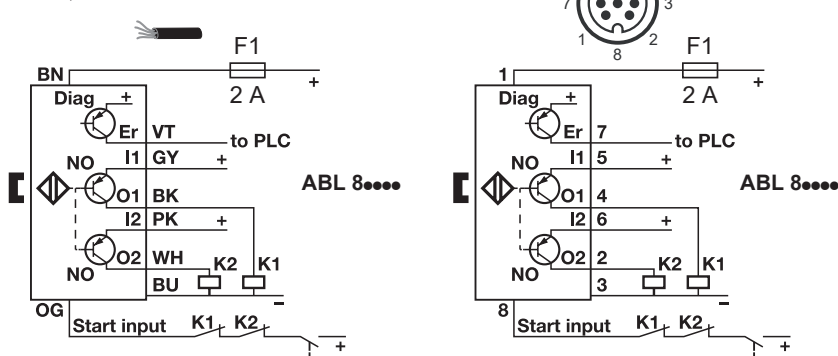 F1
BN
+
2 A
Diag +
Er VT to PLC
I1 GY +
NO
O1 BK
I2 PK +
O2 WH K2 K1
NO
BU
–
OG
Start input K1 K2
+
ABL 8●●●●
7 3
1 2
8
F1
1
+
2 A
Diag +
Er 7 to PLC
I1 5 +
NO
O1 4
I2 6 +
O2 2 K2 K1
NO
3
–
8
Start input K1 K2
+
ABL 8●●●●